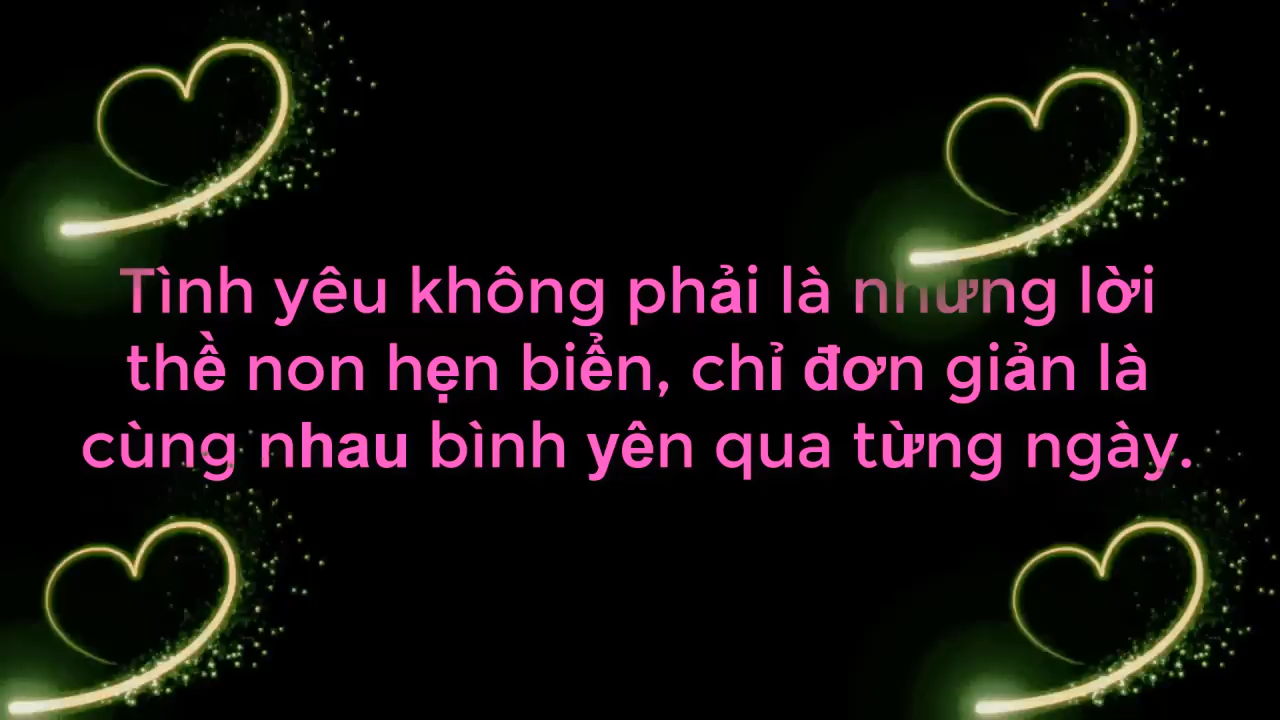 Tình yêu không phải là những lời
thề non hẹn biển, chỉ đơn giản là
cùng nhau bình yên qua từng ngày.